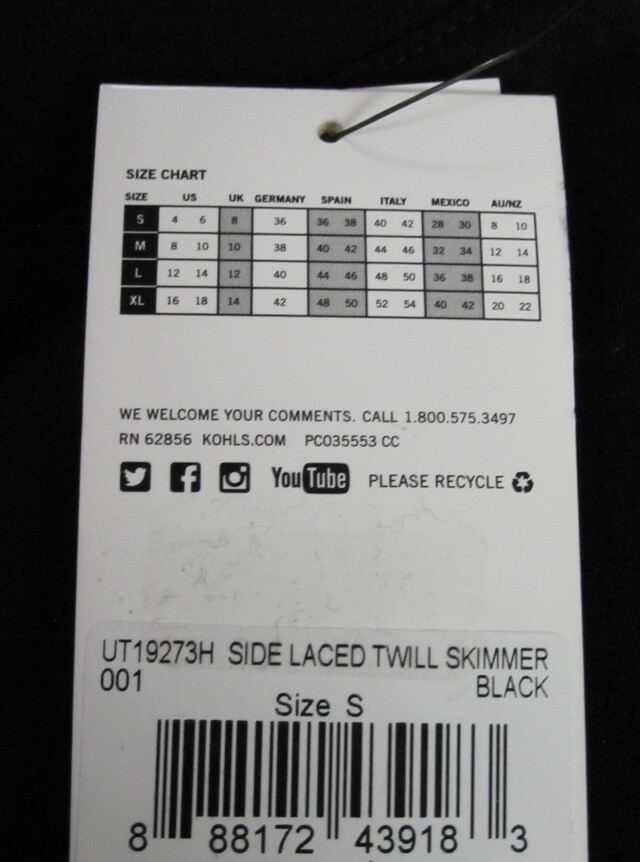 SIZE CHART
SIZE US UK GERMANY SPAIN ITALY MEXICO AU/NZ
S 4 6 8 36 36 38 40 42 28 30 8 10
M 8 10 10 38 40 42 44 46 32 34 12 14
L 12 14 12 40 44 46 48 50 36 38 16 18
XL 16 18 14 42 48 50 52 54 40 42 20 22
WE WELCOME YOUR COMMENTS. CALL 1.800.575.3497
RN 62856 KOHLS.COM PC035553 CC
YouTube PLEASE RECYCLE
UT19273H SIDE LACED TWILL SKIMMER
001 BLACK
Size S
8 88172 43918 3